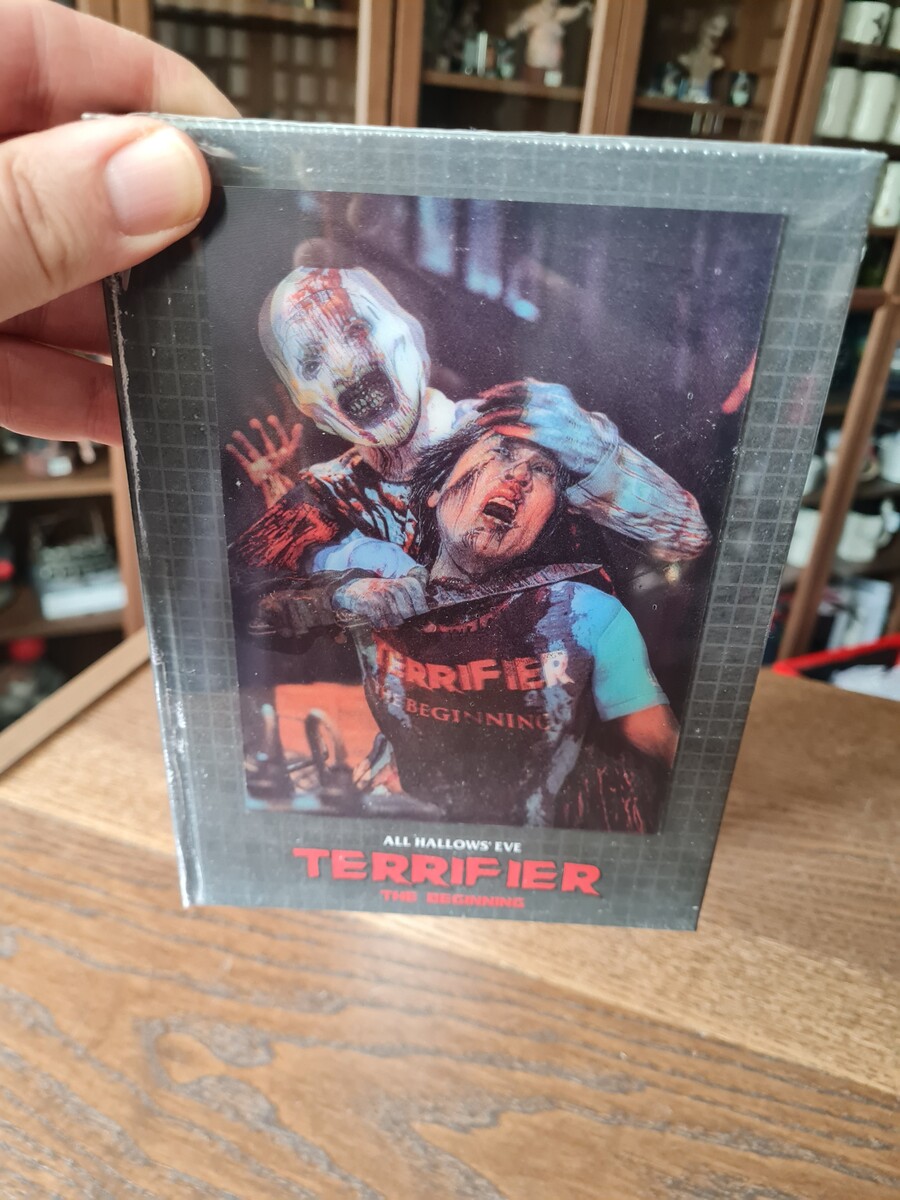 TERRIFIER
THE BEGINNING
ALL HALLOWS' EVE
TERRIFIER
THE BEGINNING